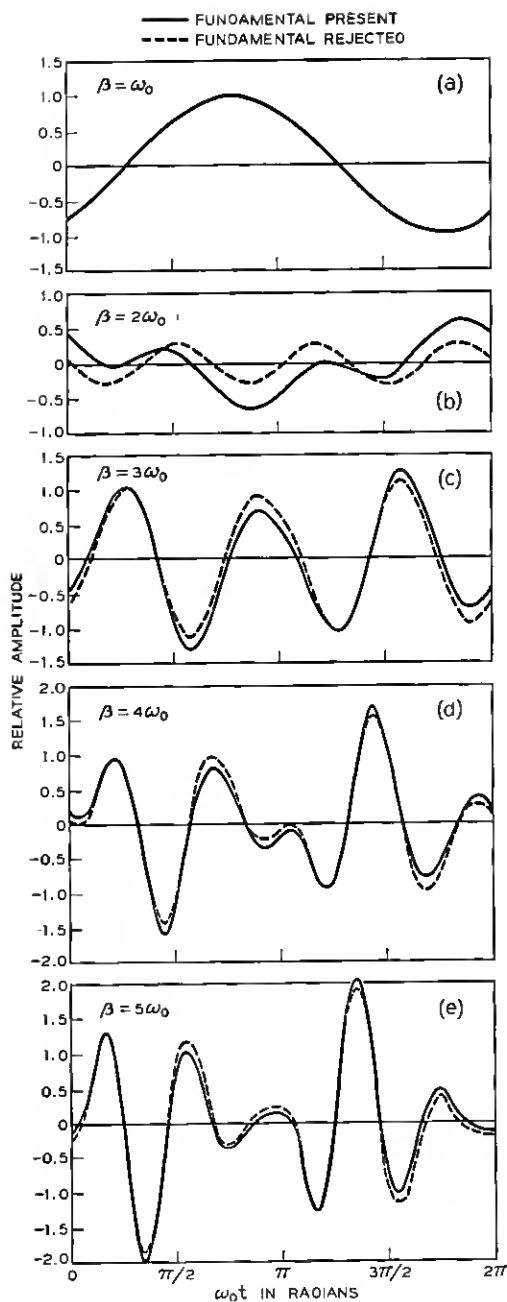 FUNDAMENTAL PRESENT
FUNDAMENTAL REJECTED
RELATIVE AMPLITUDE
1.5
1.0
0.5
0
-0.5
-1.0
-1.5
β=ω₀
(a)
1.0
0.5
0
-0.5
-1.0
β=2ω₀
(b)
1.5
1.0
0.5
0
-0.5
-1.0
-1.5
β=3ω₀
(c)
2.0
1.5
1.0
0.5
0
-0.5
-1.0
-1.5
-2.0
β=4ω₀
(d)
2.0
1.5
1.0
0.5
0
-0.5
-1.0
-1.5
-2.0
β=5ω₀
(e)
0 π/2 π 3π/2 2π
ω₀t IN RADIANS